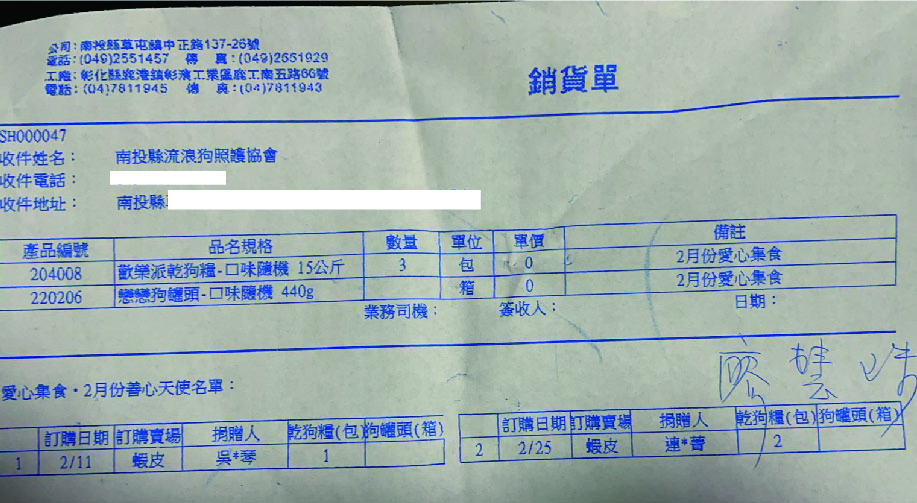 公司:南投縣草屯鎮中正路137-26號
電話:(049)2551457 傳 真:(049)2551929
工廠:彰化縣鹿港鎮彰濱工業區鹿工南五路66號
電話:(04)7811945 傳 真:(04)7811943
銷貨單
SH000047
收件姓名: 南投縣流浪狗照護協會
收件電話:
收件地址: 南投縣
產品編號 品名規格 數量 單位 單價 備註
204008 歡樂派乾狗糧-口味隨機 15公斤 3 包 0 2月份愛心集食
220206 戀戀狗罐頭-口味隨機 440g 箱 0 2月份愛心集食
業務司機: 簽收人: 日期:
愛心集食・2月份善心天使名單:
訂購日期 訂購賣場 捐贈人 乾狗糧(包) 狗罐頭(箱)
1 2/11 蝦皮 吳*琴 1
訂購日期 訂購賣場 捐贈人 乾狗糧(包) 狗罐頭(箱)
2 2/25 蝦皮 連*蕾 2